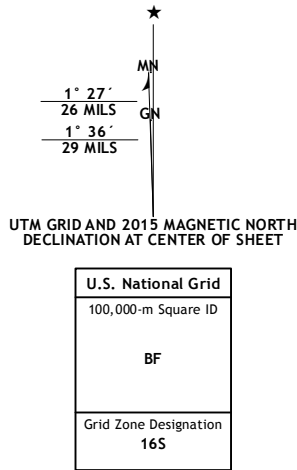 MN
1° 27´
26 MILS
GN
1° 36´
29 MILS
UTM GRID AND 2015 MAGNETIC NORTH
DECLINATION AT CENTER OF SHEET
U.S. National Grid
100,000-m Square ID
BF
Grid Zone Designation
16S